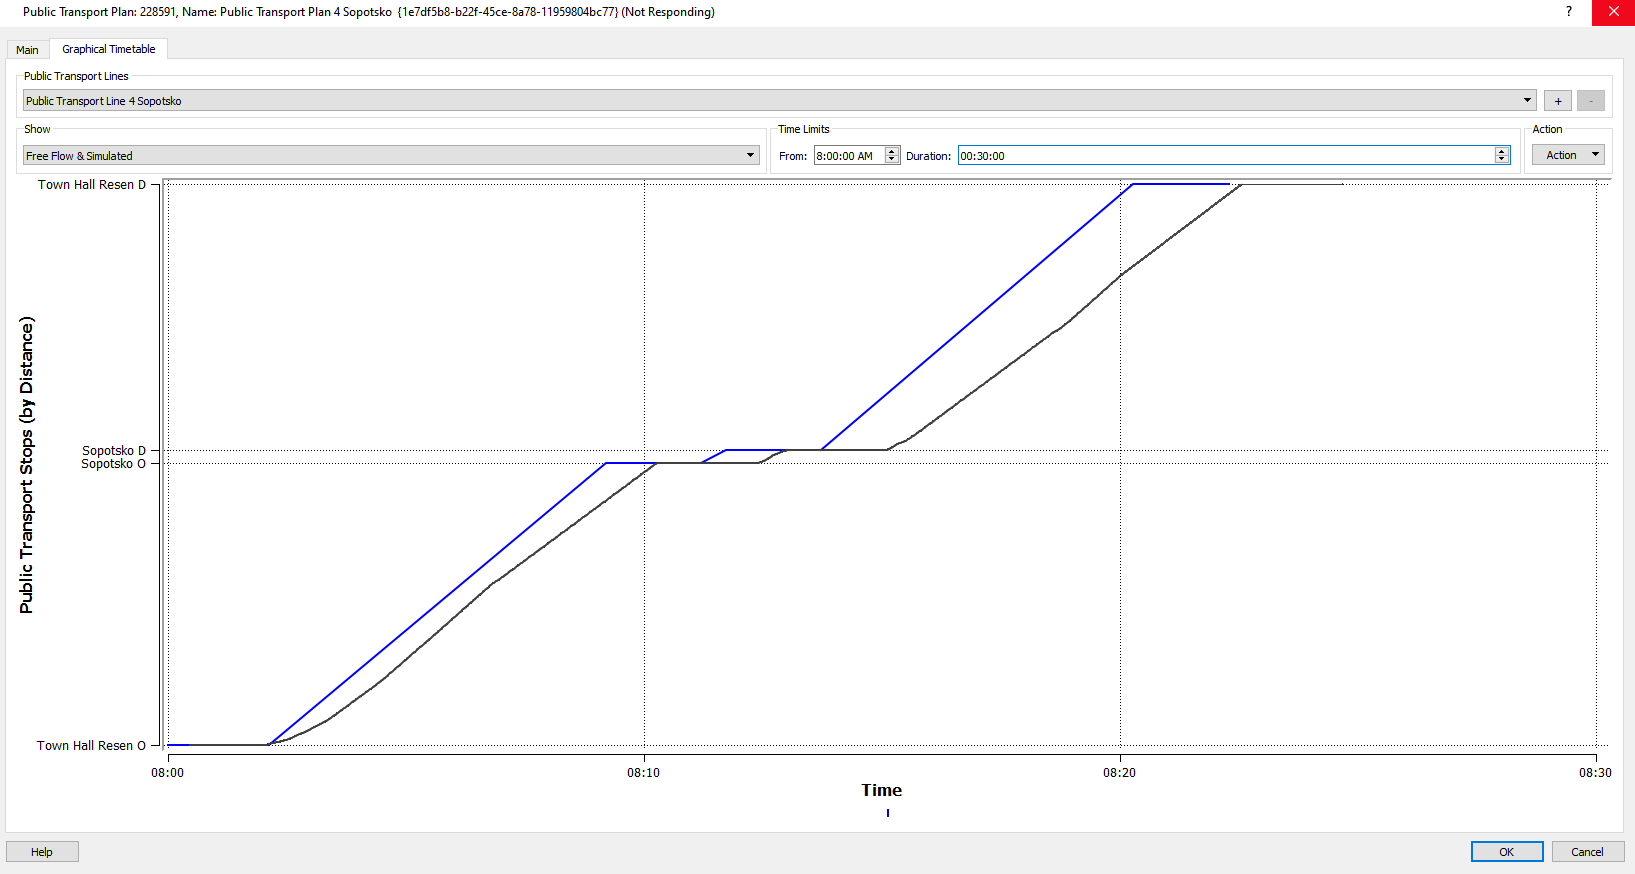 Public Transport Plan: 228591, Name: Public Transport Plan 4 Sopotsko {1e7df5b8-b22f-45ce-8a78-11959804bc77} (Not Responding)
?
Main
Graphical Timetable
Public Transport Lines
Public Transport Line 4 Sopotsko
+
-
Show
Time Limits
Action
Free Flow & Simulated
From:
8:00:00 AM
Duration:
00:30:00
Action
Town Hall Resen D
Sopotsko D
Sopotsko O
Town Hall Resen O
Public Transport Stops (by Distance)
08:00
08:10
08:20
08:30
Time
Help
OK
Cancel